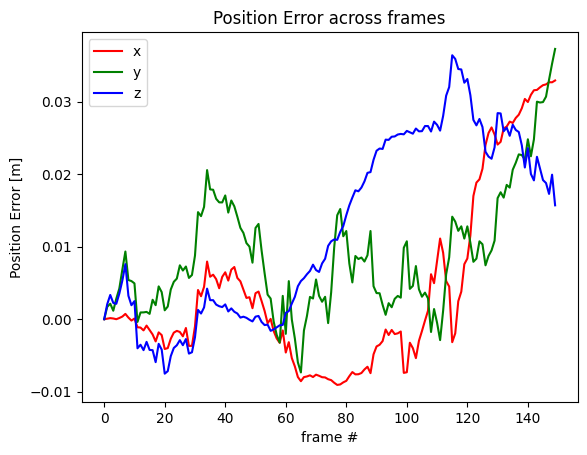 Position Error across frames
x
y
z
Position Error [m]
0.03
0.02
0.01
0.00
−0.01
0 20 40 60 80 100 120 140
frame #